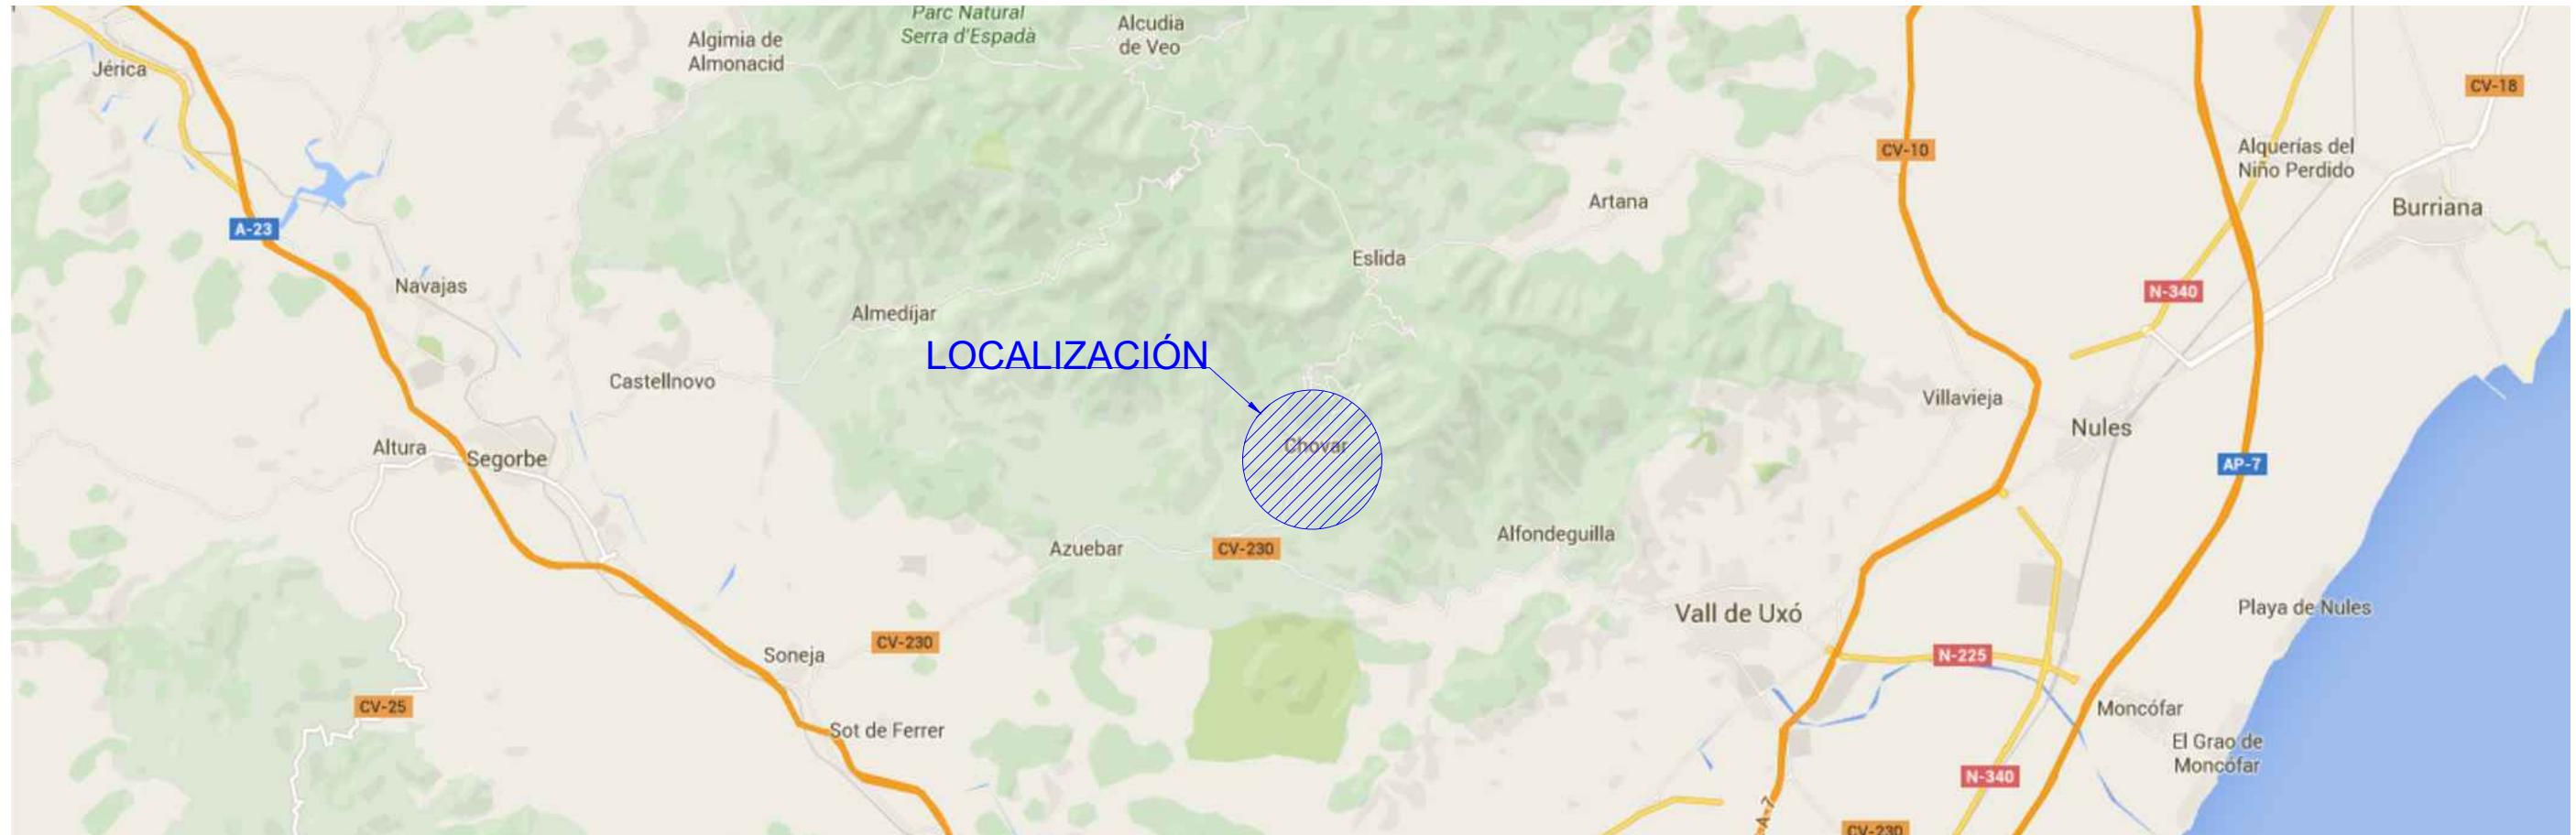 Parc Natural
Serra d'Espadà
Alcudia
de Veo
Algimia de
Almonacid
Jérica
CV-18
CV-10
Alquerías del
Niño Perdido
Artana
Burriana
A-23
Eslida
Navajas
N-340
Almedíjar
LOCALIZACIÓN
Castellnovo
Villavieja
Nules
Chovar
Altura
Segorbe
AP-7
Alfondeguilla
Azuebar
CV-230
Playa de Nules
Vall de Uxó
CV-230
Soneja
N-225
CV-25
Moncófar
Sot de Ferrer
El Grao de
Moncófar
N-340
A-7
CV-230